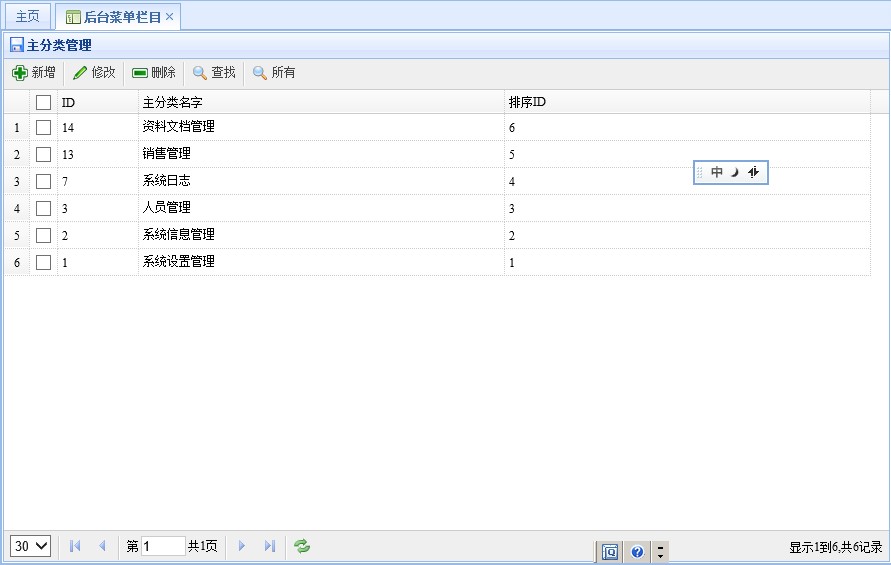 主页 后台菜单栏目
主分类管理
新增 修改 删除 查找 所有
ID 主分类名字 排序ID
1 14 资料文档管理 6
2 13 销售管理 5
中
3 7 系统日志 4
4 3 人员管理 3
5 2 系统信息管理 2
6 1 系统设置管理 1
30 第 1 共1页 显示1到6,共6记录